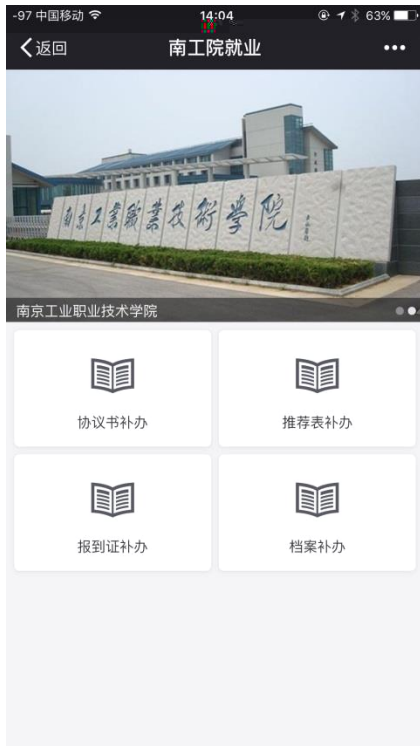 -97 中国移动 14:04 63%
返回 南工院就业
南京工業職業技術學院
南京工业职业技术学院
协议书补办 推荐表补办
报到证补办 档案补办